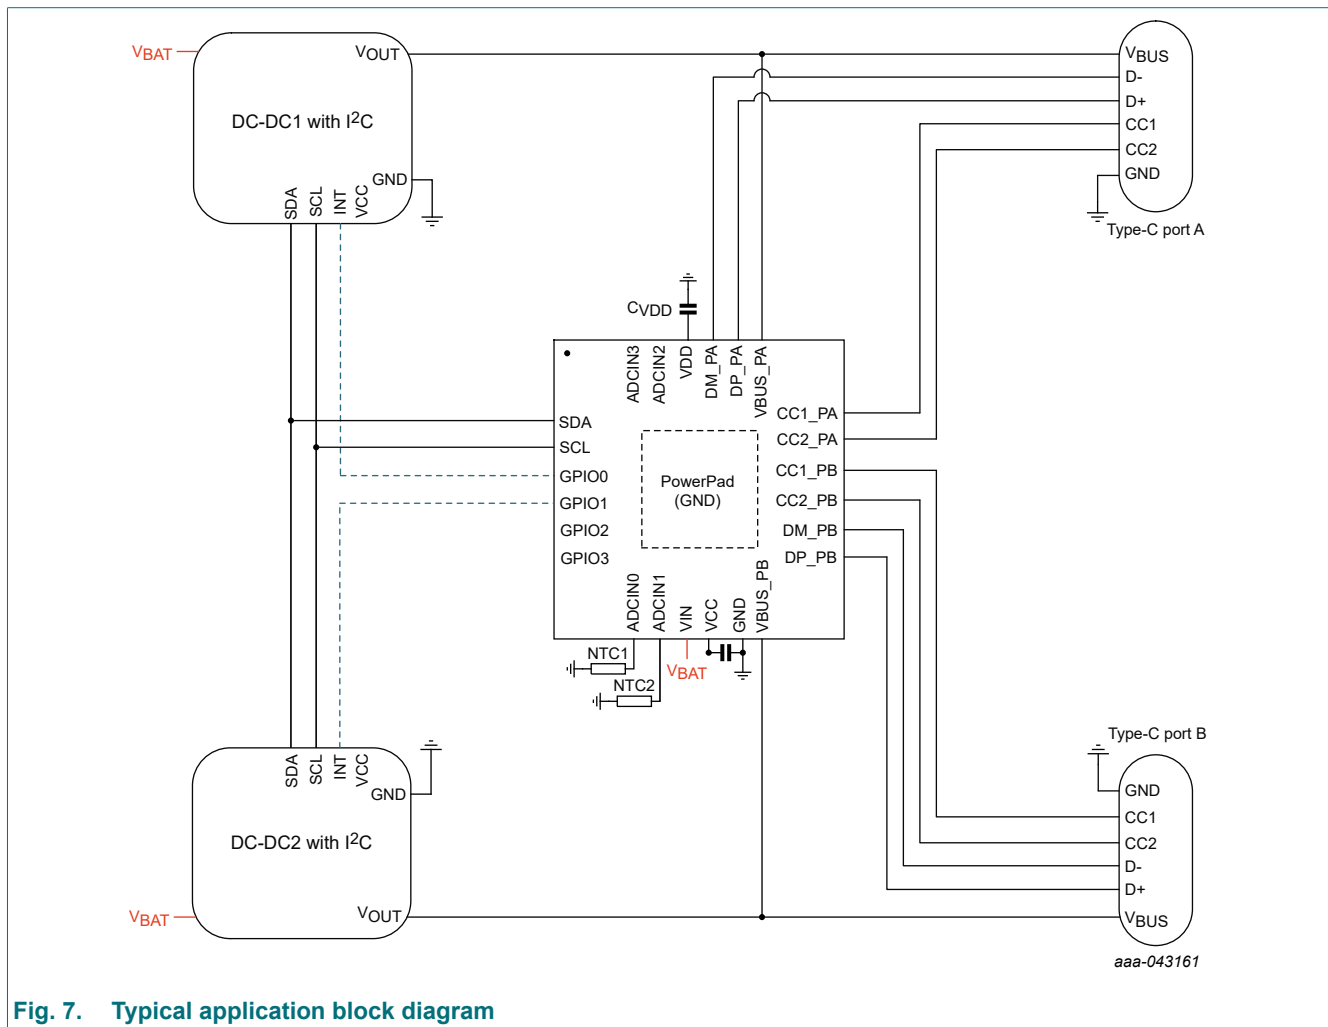 VBAT
VOUT
DC-DC1 with I2C
GND
SDA
SCL
INT
VCC
VBUS
D-
D+
CC1
CC2
GND
Type-C port A
CVDD
ADCIN3
ADCIN2
VDD
DM_PA
DP_PA
VBUS_PA
SDA
SCL
GPIO0
GPIO1
GPIO2
GPIO3
PowerPad
(GND)
CC1_PA
CC2_PA
CC1_PB
CC2_PB
DM_PB
DP_PB
ADCIN0
ADCIN1
VIN
VCC
GND
VBUS_PB
NTC1
NTC2
VBAT
SDA
SCL
INT
VCC
GND
DC-DC2 with I2C
VBAT
VOUT
Type-C port B
GND
CC1
CC2
D-
D+
VBUS
aaa-043161
Fig. 7. Typical application block diagram